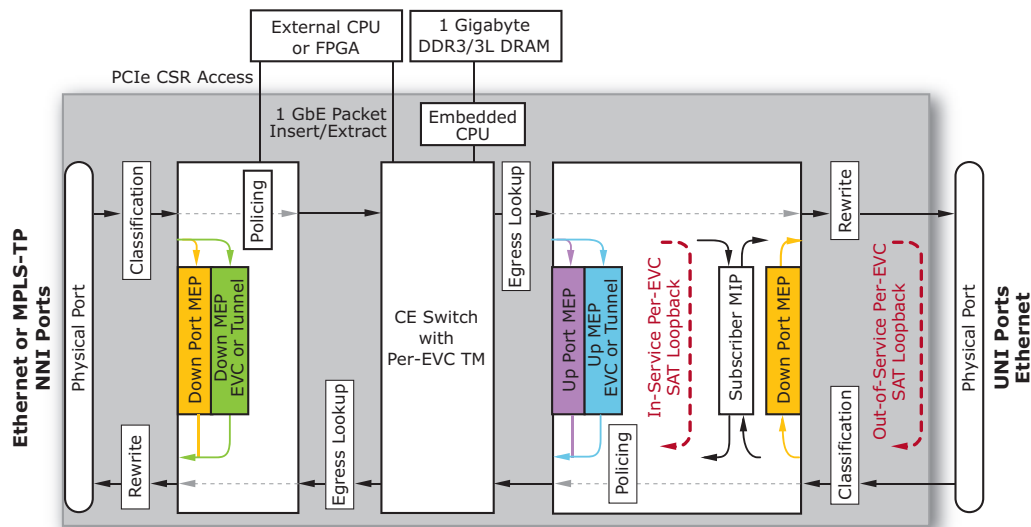 External CPU
or FPGA
1 Gigabyte
DDR3/3L DRAM
PCIe CSR Access
1 GbE Packet
Insert/Extract
Embedded
CPU
Ethernet or MPLS-TP
NNI Ports
Physical Port
Classification
Rewrite
Policing
Down Port MEP
Down MEP
EVC or Tunnel
Egress Lookup
CE Switch
with
Per-EVC TM
Egress Lookup
Up Port MEP
Up MEP
EVC or Tunnel
Policing
In-Service Per-EVC
SAT Loopback
Subscriber MIP
Down Port MEP
Rewrite
Classification
Out-of-Service Per-EVC
SAT Loopback
Physical Port
UNI Ports
Ethernet